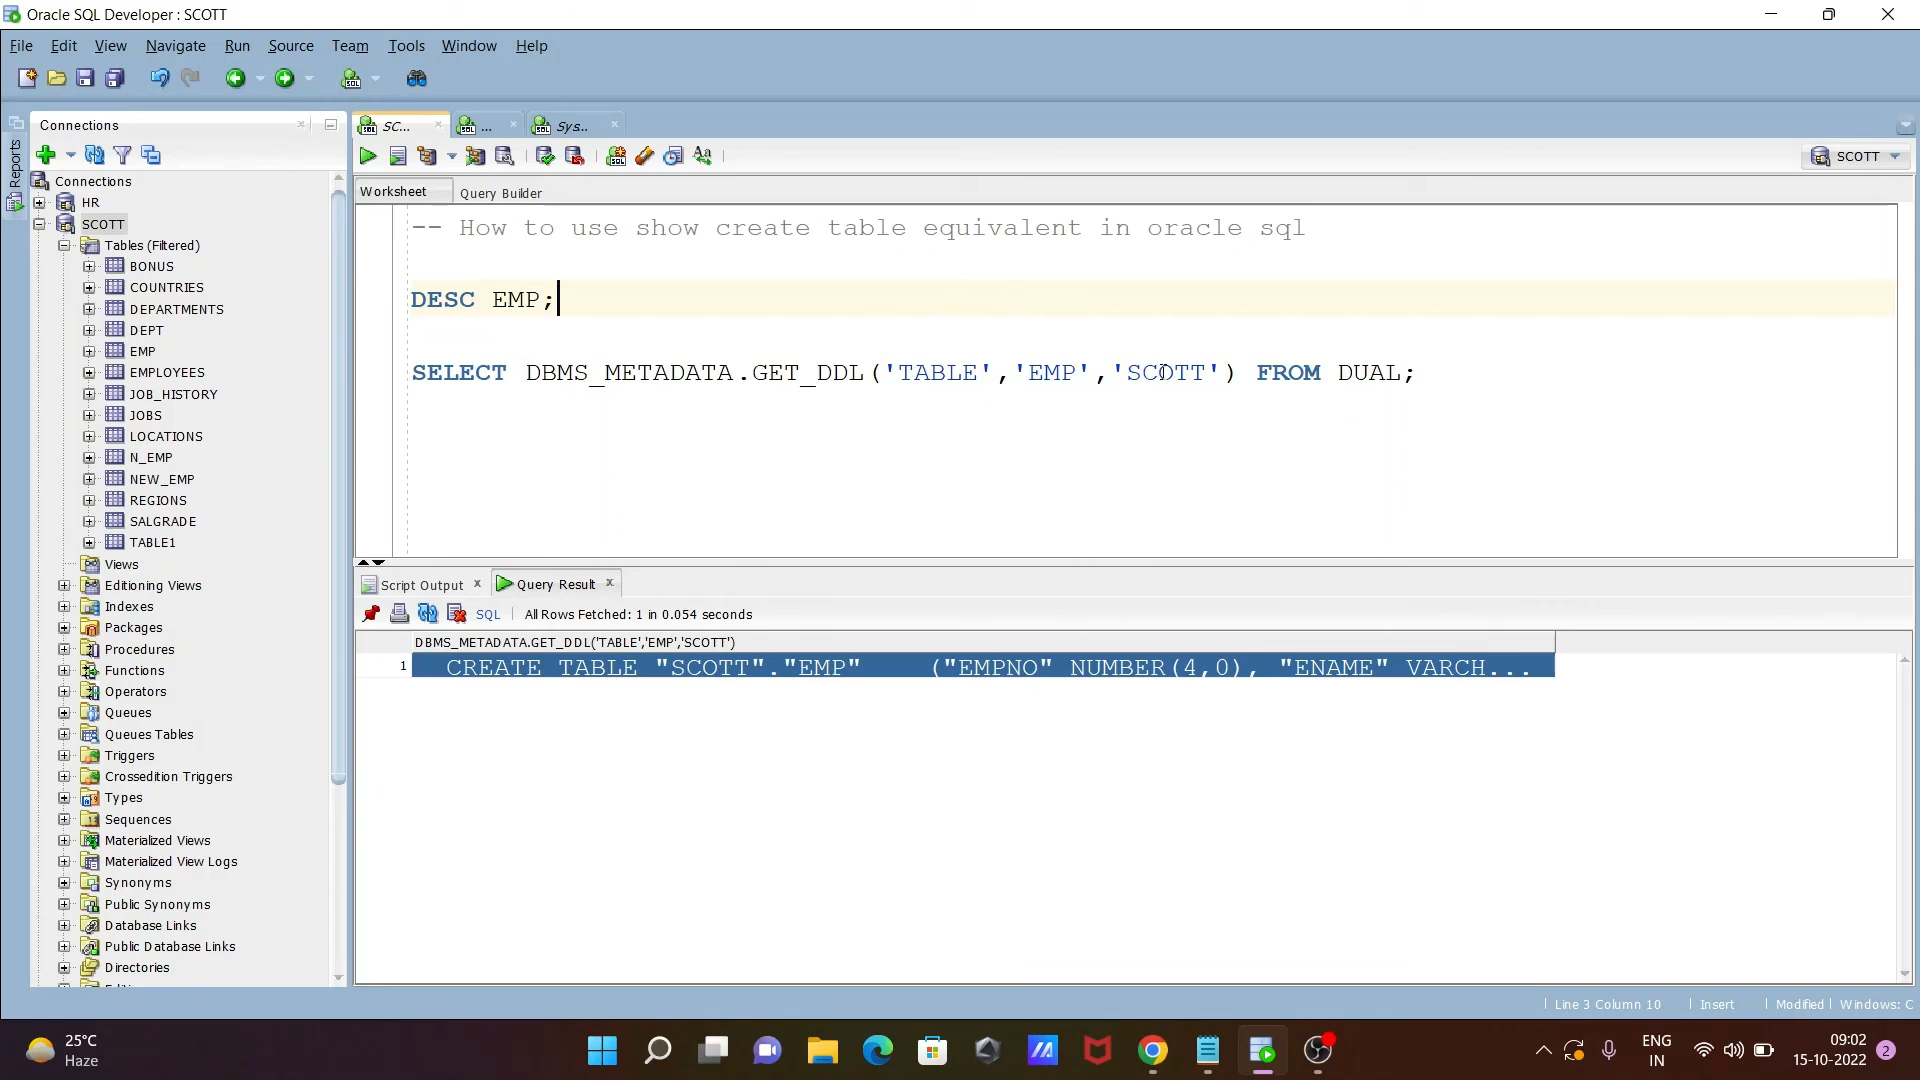 Oracle SQL Developer : SCOTT
File Edit View Navigate Run Source Team Tools Window Help
Reports
Connections
Connections
HR
SCOTT
Tables (Filtered)
BONUS
COUNTRIES
DEPARTMENTS
DEPT
EMP
EMPLOYEES
JOB_HISTORY
JOBS
LOCATIONS
N_EMP
NEW_EMP
REGIONS
SALGRADE
TABLE1
Views
Editioning Views
Indexes
Packages
Procedures
Functions
Operators
Queues
Queues Tables
Triggers
Crossedition Triggers
Types
Sequences
Materialized Views
Materialized View Logs
Synonyms
Public Synonyms
Database Links
Public Database Links
Directories
SC... ... Sys...
SCOTT
Worksheet Query Builder
-- How to use show create table equivalent in oracle sql
DESC EMP;
SELECT DBMS_METADATA.GET_DDL('TABLE','EMP','SCOTT') FROM DUAL;
Script Output x Query Result x
SQL All Rows Fetched: 1 in 0.054 seconds
DBMS_METADATA.GET_DDL('TABLE','EMP','SCOTT')
1 CREATE TABLE "SCOTT"."EMP" ("EMPNO" NUMBER(4,0), "ENAME" VARCH...
Line 3 Column 10 Insert Modified Windows: C
25°C
Haze
ENG
IN
09:02
15-10-2022
2